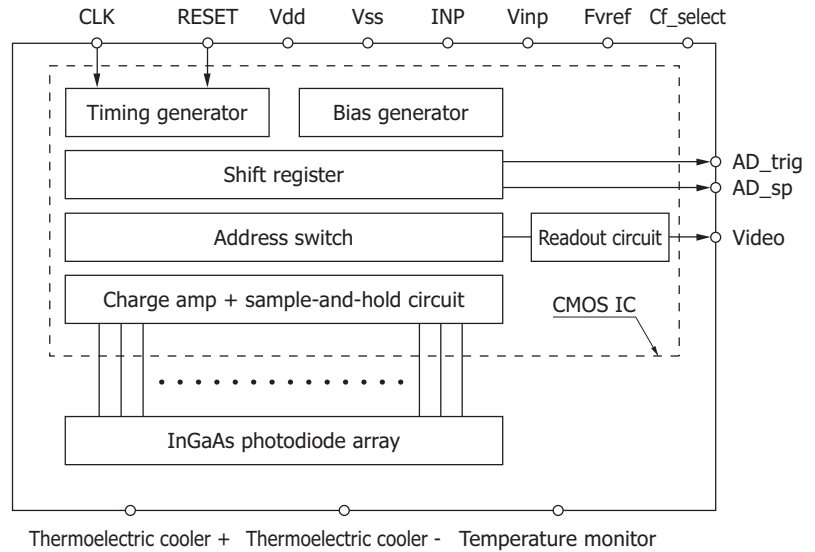 CLK RESET Vdd Vss INP Vinp Fvref Cf_select
Timing generator Bias generator
Shift register
AD_trig
AD_sp
Address switch Readout circuit Video
Charge amp + sample-and-hold circuit
CMOS IC
InGaAs photodiode array
Thermoelectric cooler + Thermoelectric cooler - Temperature monitor